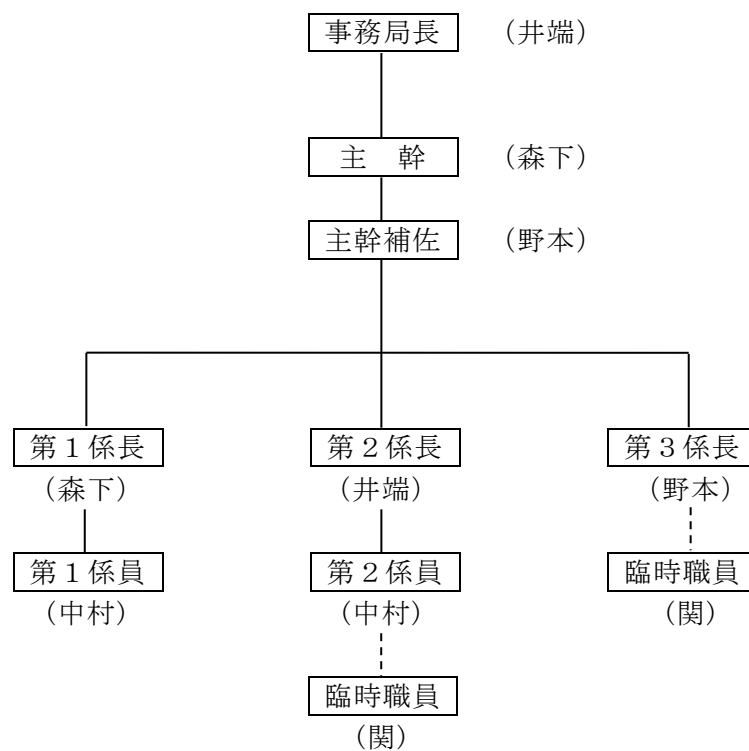 事務局長 （井端）
主　幹 （森下）
主幹補佐 （野本）
第１係長 第２係長 第３係長
（森下） （井端） （野本）
第１係員 第２係員 臨時職員
（中村） （中村） （関）
臨時職員
（関）